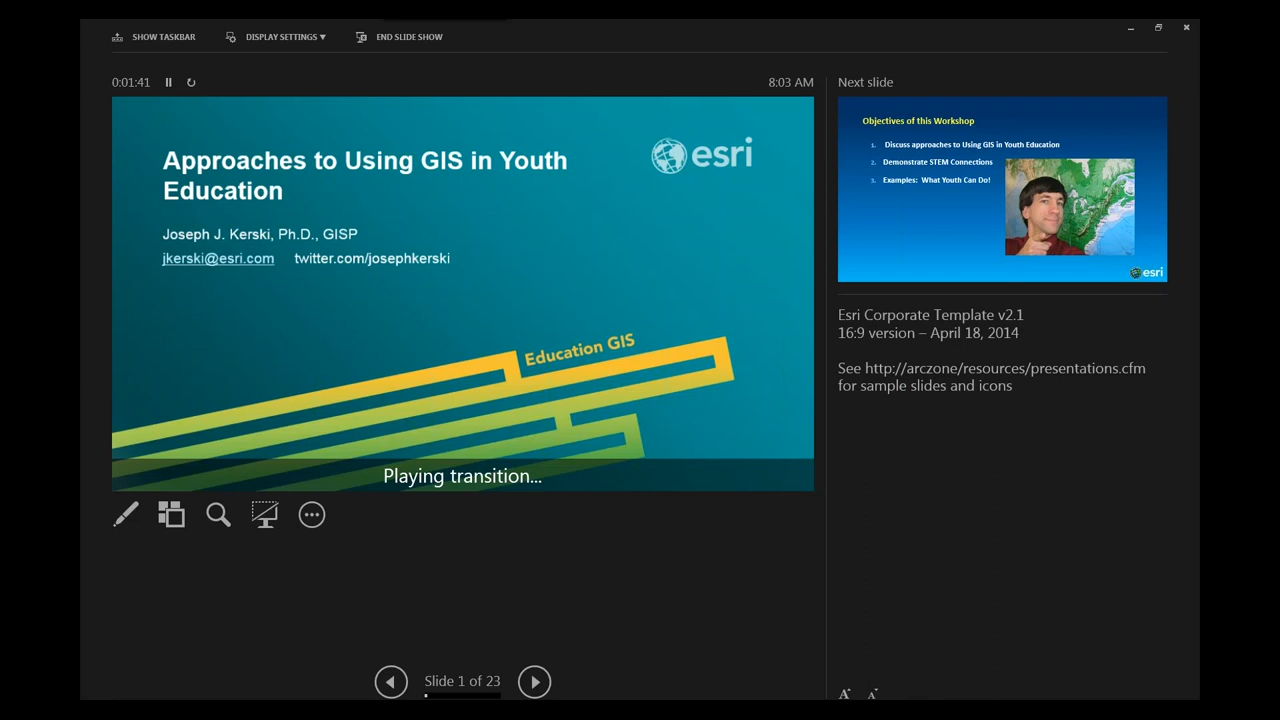 SHOW TASKBAR
DISPLAY SETTINGS ▼
END SLIDE SHOW
0:01:41
8:03 AM
Approaches to Using GIS in Youth
Education
esri
Joseph J. Kerski, Ph.D., GISP
jkerski@esri.com twitter.com/josephkerski
Education GIS
Playing transition...
Slide 1 of 23
Next slide
Objectives of this Workshop
1. Discuss approaches to Using GIS in Youth Education
2. Demonstrate STEM Connections
3. Examples: What Youth Can Do!
esri
Esri Corporate Template v2.1
16:9 version – April 18, 2014
See http://arczone/resources/presentations.cfm
for sample slides and icons
A A